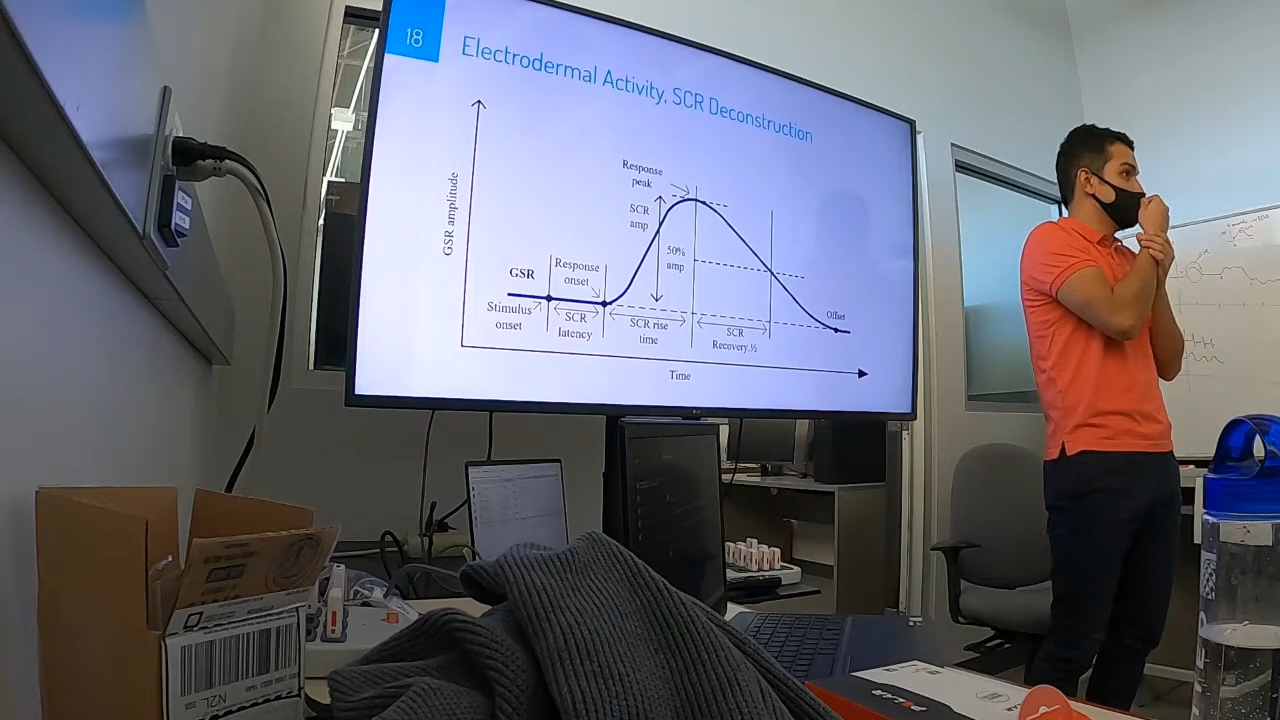 18
Electrodermal Activity, SCR Deconstruction
Response
peak
SCR
amp
50%
amp
GSR amplitude
GSR
Response
onset
Stimulus
onset
SCR
latency
SCR rise
time
SCR
Recovery.½
Offset
Time
N2L